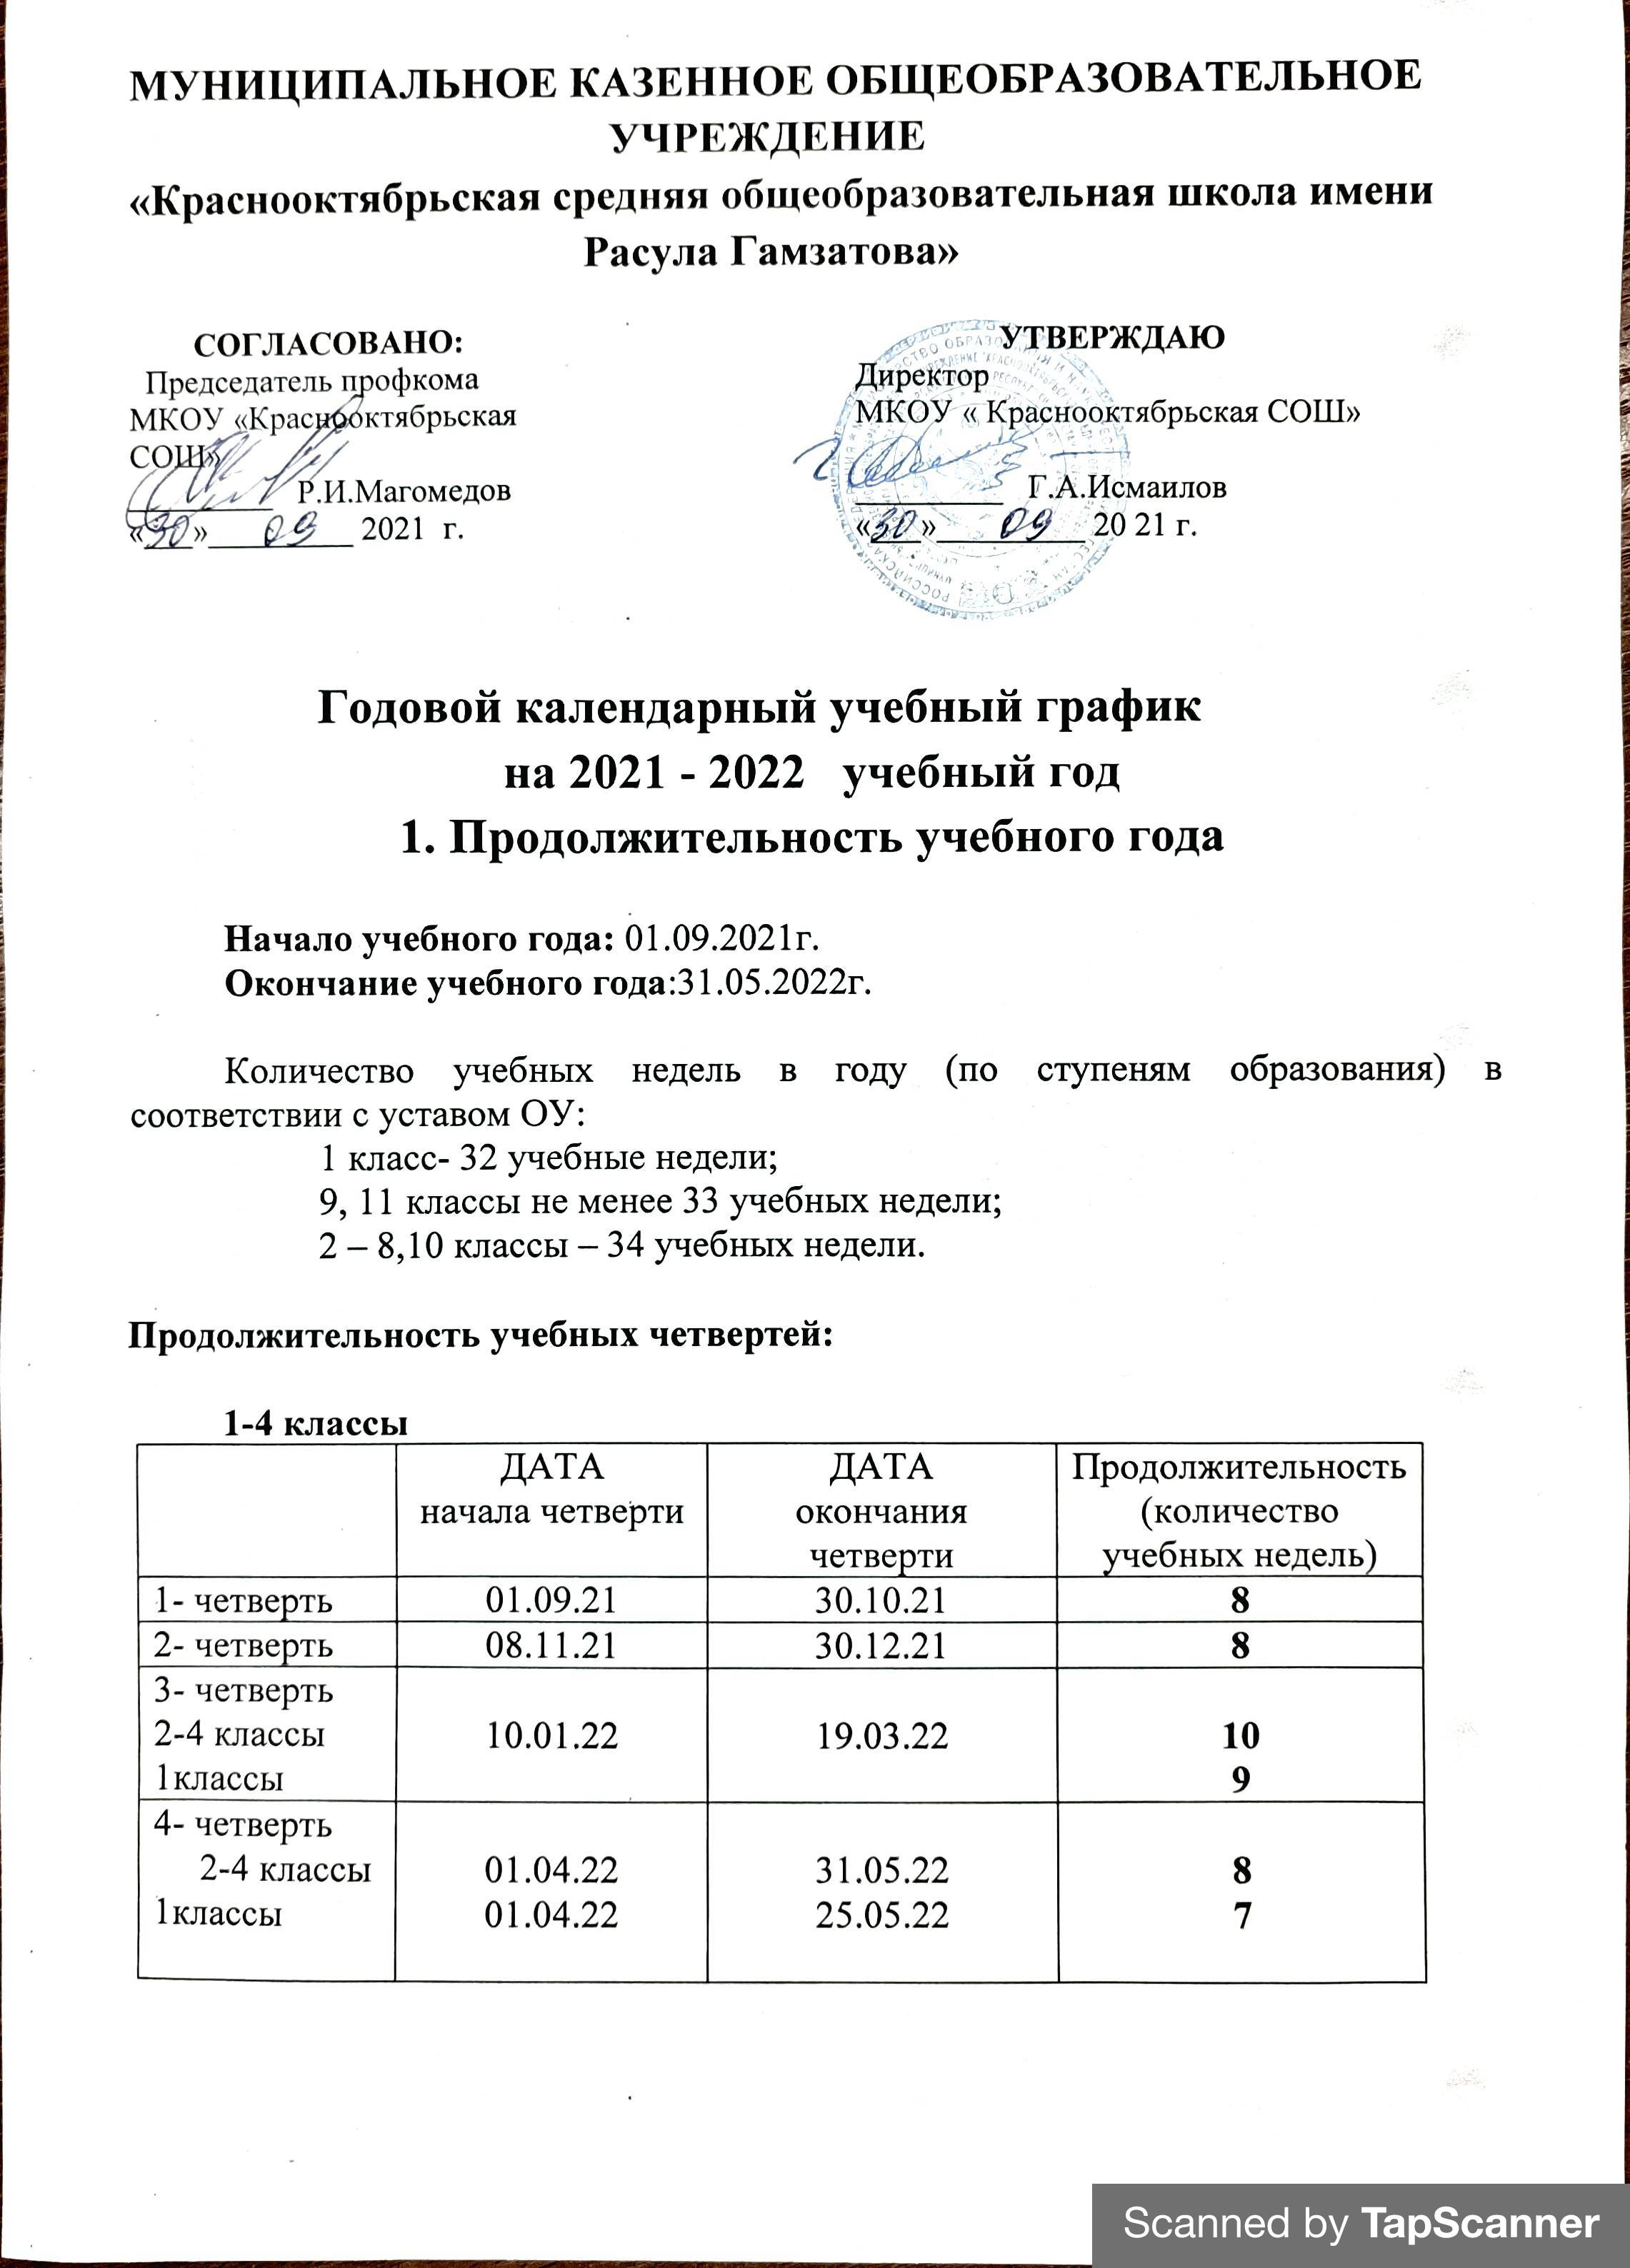 МУНИЦИПАЛЬНОЕ КАЗЕННОЕ ОБЩЕОБРАЗОВАТЕЛЬНОЕ
УЧРЕЖДЕНИЕ
«Краснооктябрьская средняя общеобразовательная школа имени
Расула Гамзатова»
СОГЛАСОВАНО:
Председатель профкома
МКОУ «Краснооктябрьская
СОШ»
__________ Р.И.Магомедов
«30» 09 2021 г.
УТВЕРЖДАЮ
Директор
МКОУ « Краснооктябрьская СОШ»
__________ Г.А.Исмаилов
«30» 09 20 21 г.
Годовой календарный учебный график
на 2021 - 2022 учебный год
1. Продолжительность учебного года
Начало учебного года: 01.09.2021г.
Окончание учебного года:31.05.2022г.
Количество учебных недель в году (по ступеням образования) в
соответствии с уставом ОУ:
1 класс- 32 учебные недели;
9, 11 классы не менее 33 учебных недели;
2 – 8,10 классы – 34 учебных недели.
Продолжительность учебных четвертей:
1-4 классы
ДАТА
начала четверти
ДАТА
окончания
четверти
Продолжительность
(количество
учебных недель)
1- четверть 01.09.21 30.10.21 8
2- четверть 08.11.21 30.12.21 8
3- четверть
2-4 классы 10.01.22 19.03.22 10
1классы 9
4- четверть
2-4 классы 01.04.22 31.05.22 8
1классы 01.04.22 25.05.22 7
Scanned by TapScanner